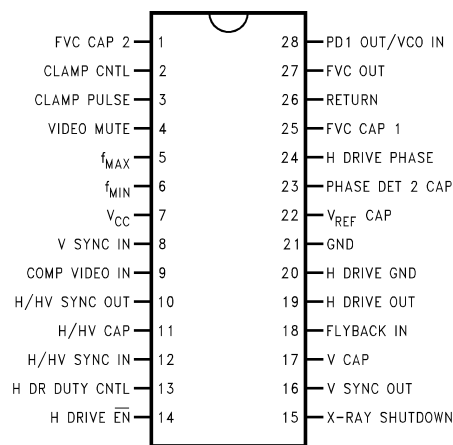 FVC CAP 2 1 28 PD1 OUT/VCO IN
CLAMP CNTL 2 27 FVC OUT
CLAMP PULSE 3 26 RETURN
VIDEO MUTE 4 25 FVC CAP 1
fMAX 5 24 H DRIVE PHASE
fMIN 6 23 PHASE DET 2 CAP
VCC 7 22 VREF CAP
V SYNC IN 8 21 GND
COMP VIDEO IN 9 20 H DRIVE GND
H/HV SYNC OUT 10 19 H DRIVE OUT
H/HV CAP 11 18 FLYBACK IN
H/HV SYNC IN 12 17 V CAP
H DR DUTY CNTL 13 16 V SYNC OUT
H DRIVE E̅N̅ 14 15 X-RAY SHUTDOWN